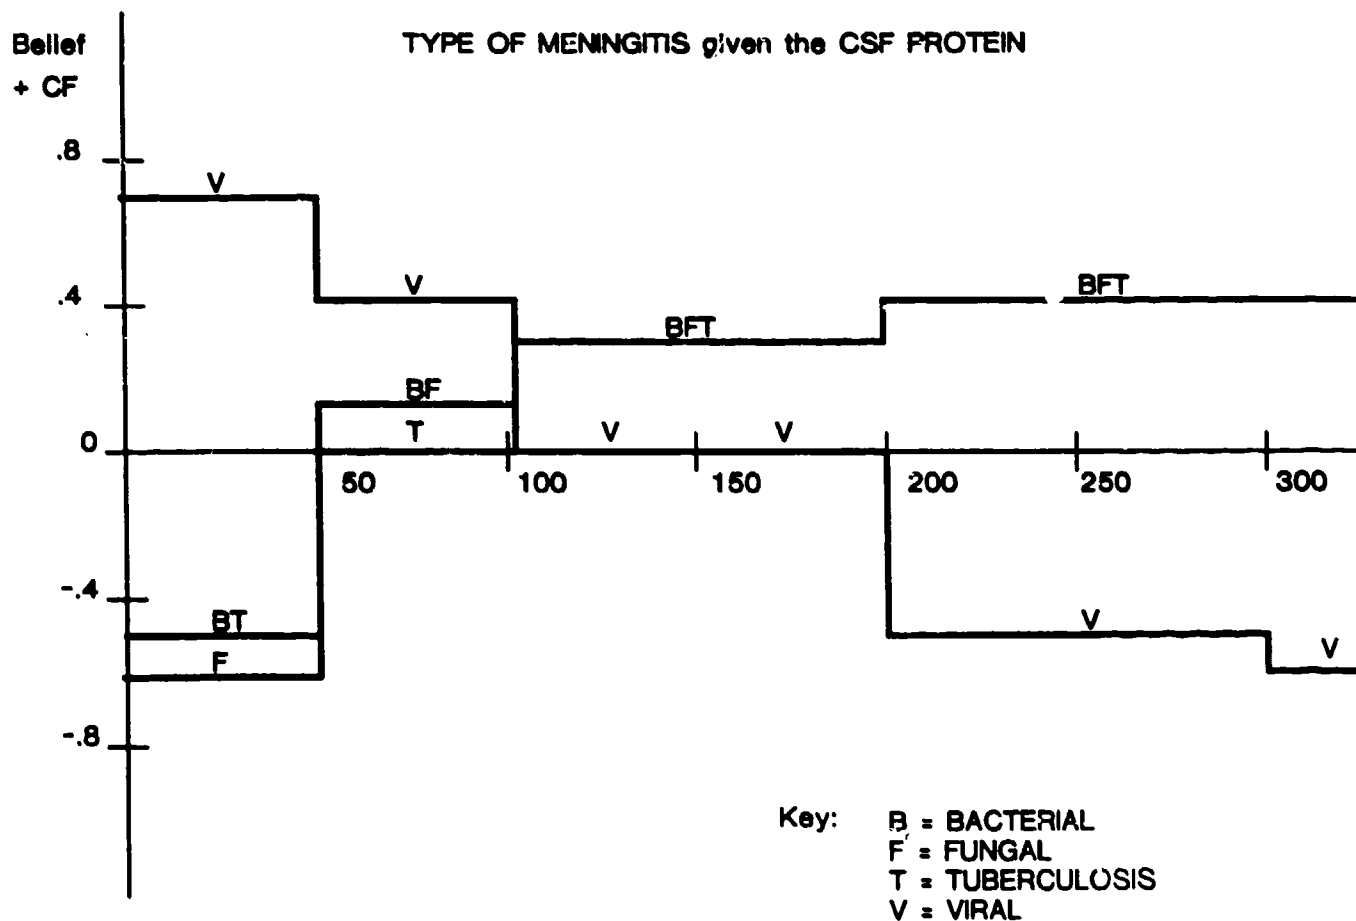 Belief
+ CF
TYPE OF MENINGITIS given the CSF PROTEIN
.8
V
V
.4
BFT
BFT
BF
T
V
V
0
50
100
150
200
250
300
-.4
BT
V
F
V
-.8
Key:
B = BACTERIAL
F = FUNGAL
T = TUBERCULOSIS
V = VIRAL